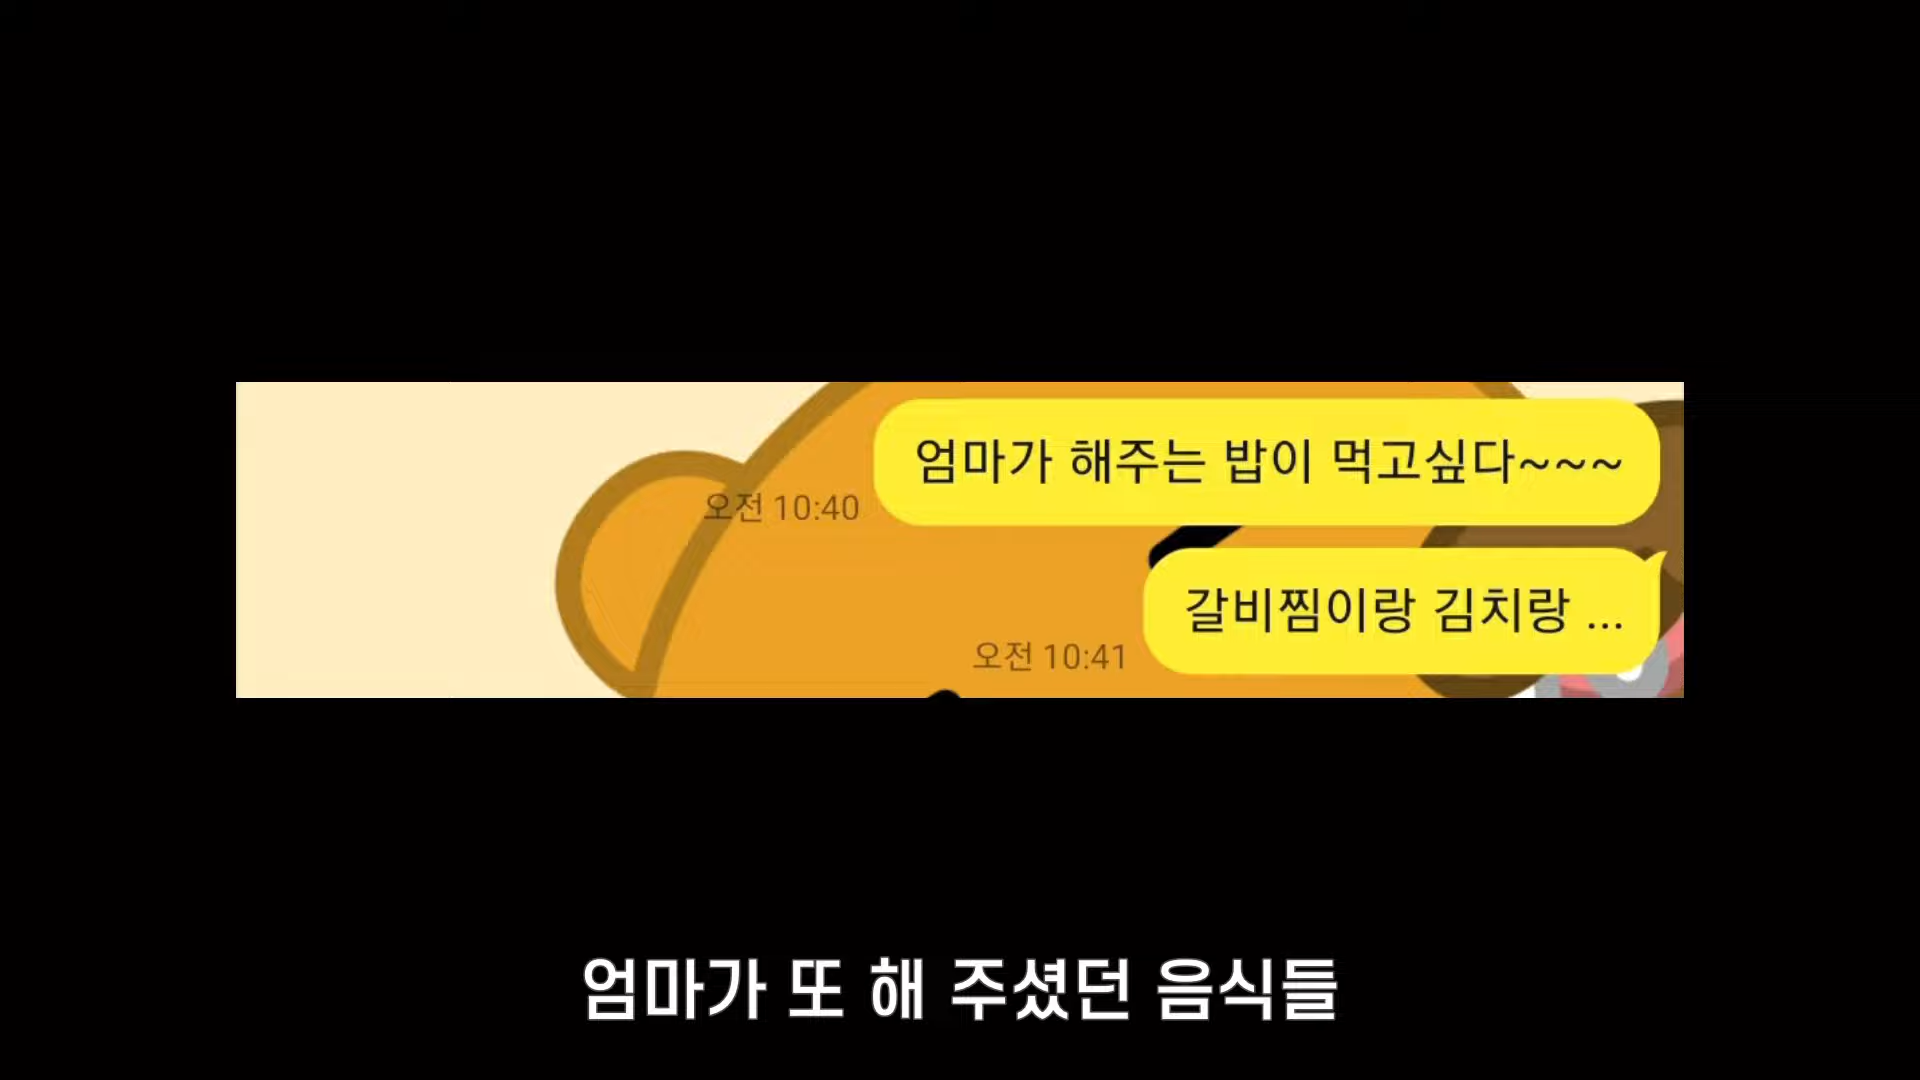 엄마가 해주는 밥이 먹고싶다~~~
오전 10:40
갈비찜이랑 김치랑 ...
오전 10:41
엄마가 또 해 주셨던 음식들